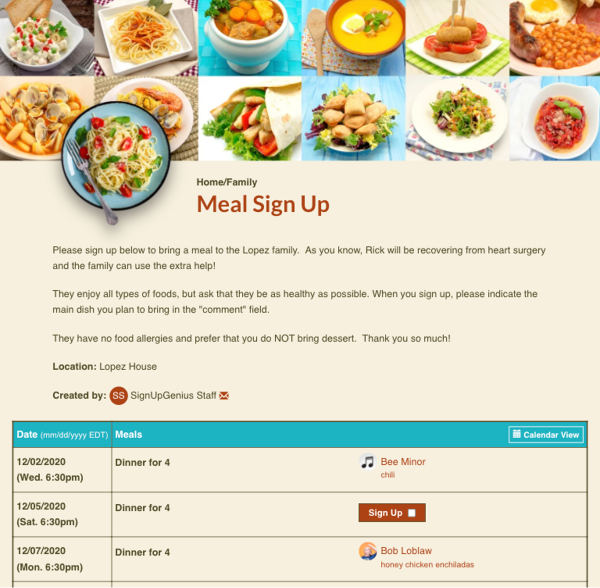 Home/Family
Meal Sign Up
Please sign up below to bring a meal to the Lopez family.  As you know, Rick will be recovering from heart surgery
and the family can use the extra help!
They enjoy all types of foods, but ask that they be as healthy as possible. When you sign up, please indicate the
main dish you plan to bring in the "comment" field.
They have no food allergies and prefer that you do NOT bring dessert.  Thank you so much!
Location: Lopez House
Created by: SS SignUpGenius Staff
Date (mm/dd/yyyy EDT) Meals Calendar View
12/02/2020 Dinner for 4 Bee Minor
(Wed. 6:30pm) chili
12/05/2020 Dinner for 4 Sign Up
(Sat. 6:30pm)
12/07/2020 Dinner for 4 Bob Loblaw
(Mon. 6:30pm) honey chicken enchiladas